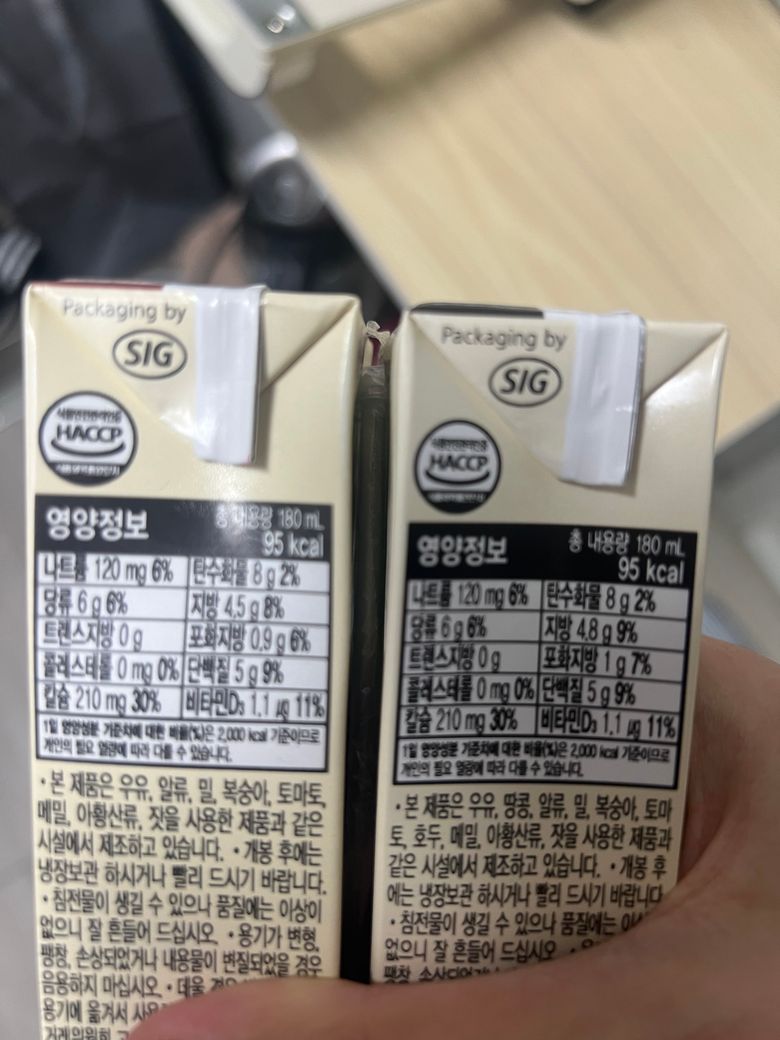 Packaging by
SIG
HACCP
영양정보
총 내용량 180 mL
95 kcal
나트륨 120 mg 6% 탄수화물 8 g 2%
당류 6 g 6% 지방 4.5 g 8%
트랜스지방 0 g 포화지방 0.9 g 6%
콜레스테롤 0 mg 0% 단백질 5 g 9%
칼슘 210 mg 30% 비타민D₃ 1.1 µg 11%
1일 영양성분 기준치에 대한 비율(%)은 2,000 kcal 기준이므로
개인의 필요 열량에 따라 다를 수 있습니다.
• 본 제품은 우유, 알류, 밀, 복숭아, 토마토,
메밀, 아황산류, 잣을 사용한 제품과 같은
시설에서 제조하고 있습니다. • 개봉 후에는
냉장보관 하시거나 빨리 드시기 바랍니다.
• 침전물이 생길 수 있으나 품질에는 이상이
없으니 잘 흔들어 드십시오. • 용기가 변형,
팽창, 손상되었거나 내용물이 변질되었을 경우
음용하지 마십시오. • 데울
용기에 옮겨서
Packaging by
SIG
HACCP
영양정보
총 내용량 180 mL
95 kcal
나트륨 120 mg 6% 탄수화물 8 g 2%
당류 6 g 6% 지방 4.8 g 9%
트랜스지방 0 g 포화지방 1 g 7%
콜레스테롤 0 mg 0% 단백질 5 g 9%
칼슘 210 mg 30% 비타민D₃ 1.1 µg 11%
1일 영양성분 기준치에 대한 비율(%)은 2,000 kcal 기준이므로
개인의 필요 열량에 따라 다를 수 있습니다.
• 본 제품은 우유, 땅콩, 알류, 밀, 복숭아, 토마
토, 호두, 메밀, 아황산류, 잣을 사용한 제품과
같은 시설에서 제조하고 있습니다. • 개봉 후
에는 냉장보관 하시거나 빨리 드시기 바랍니다.
• 침전물이 생길 수 있으나 품질에는
없으니 잘 흔들어 드십시오. •
팽창,